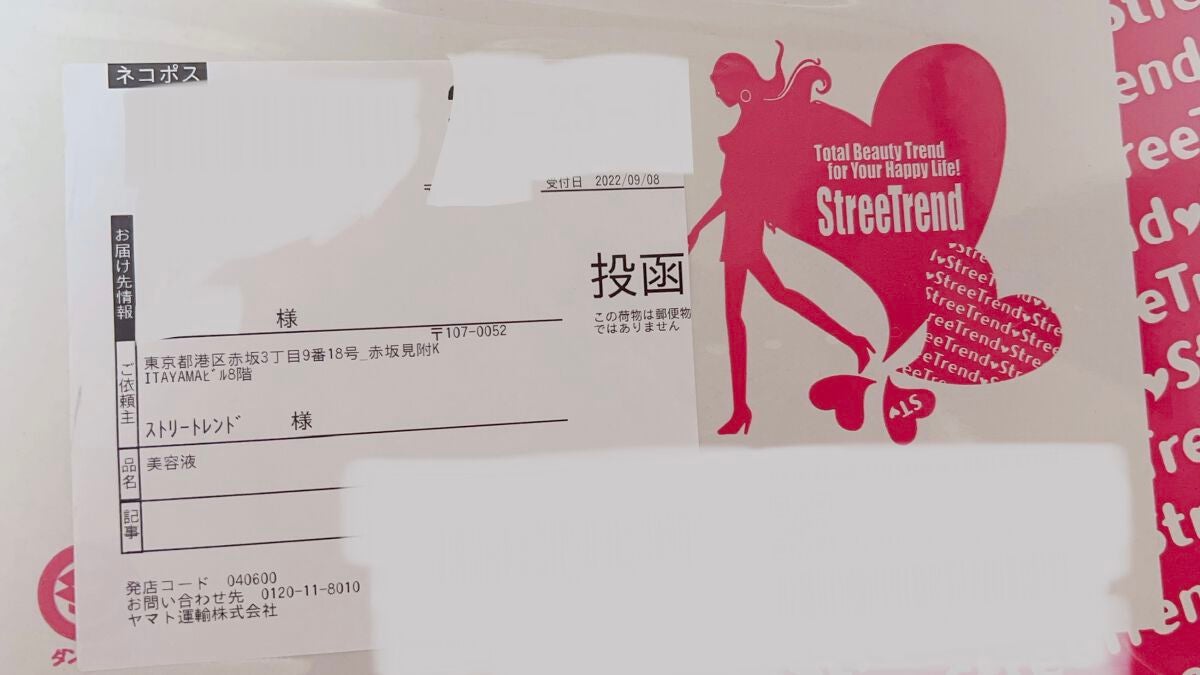 ネコポス
受付日 2022/09/08
お届け先情報
様
投函
この荷物は郵便物
ではありません
ご依頼主
〒107-0052
東京都港区赤坂3丁目9番18号_赤坂見附K
ITAYAMAﾋﾞﾙ8階
ｽﾄﾘｰﾄﾚﾝﾄﾞ 様
品名
美容液
記事
発店コード 040600
お問い合わせ先 0120-11-8010
ヤマト運輸株式会社
Total Beauty Trend
for Your Happy Life!
StreeTrend
StreeTrend♥Stre
ST